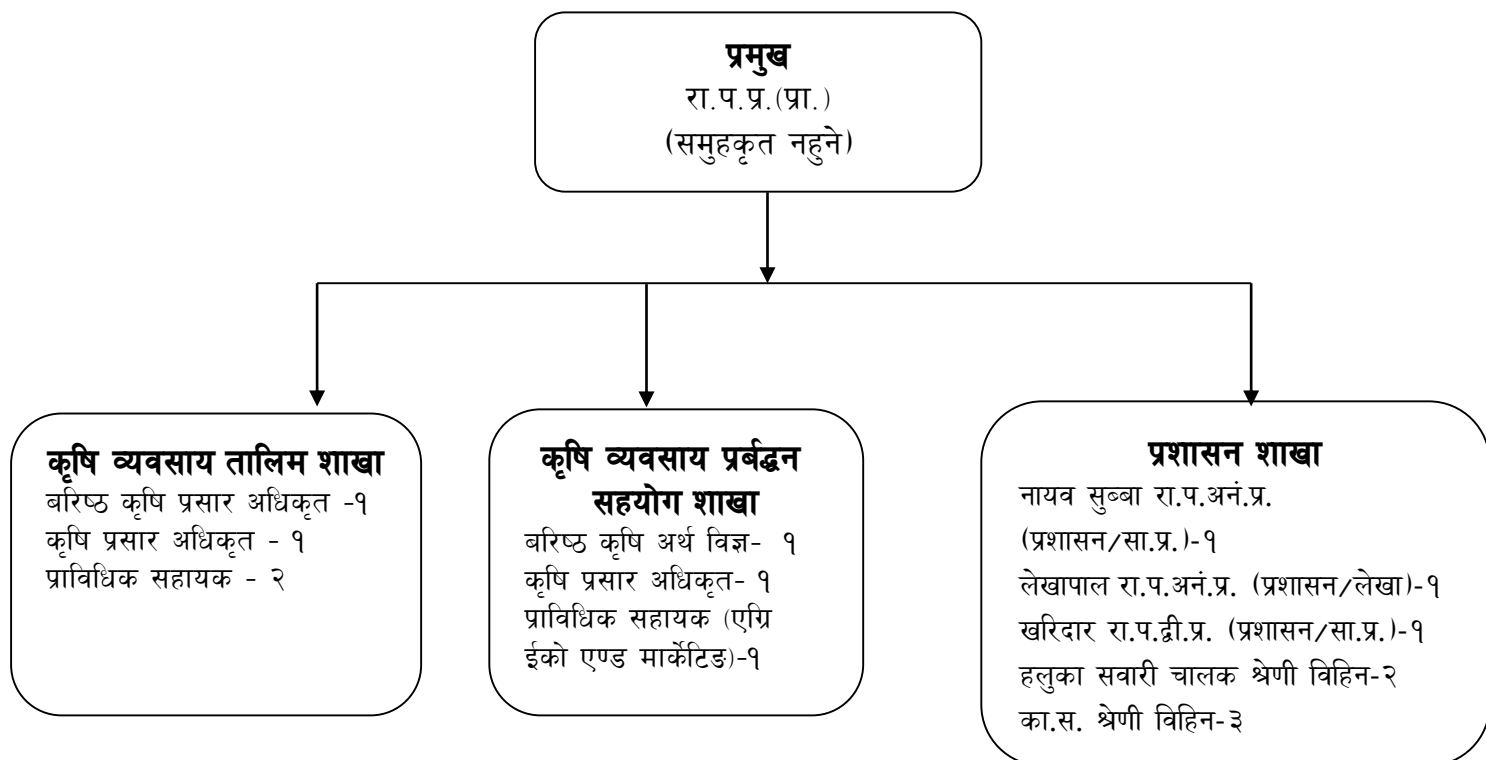 प्रमुख
रा.प.प्र.(प्रा.)
(समुहकृत नहुने)
कृषि व्यवसाय तालिम शाखा
बरिष्ठ कृषि प्रसार अधिकृत -१
कृषि प्रसार अधिकृत - १
प्राविधिक सहायक - २
कृषि व्यवसाय प्रर्बद्धन
सहयोग शाखा
बरिष्ठ कृषि अर्थ विज्ञ- १
कृषि प्रसार अधिकृत- १
प्राविधिक सहायक (एग्रि
ईको एण्ड मार्केटिङ)-१
प्रशासन शाखा
नायव सुब्बा रा.प.अनं.प्र.
(प्रशासन/सा.प्र.)-१
लेखापाल रा.प.अनं.प्र. (प्रशासन/लेखा)-१
खरिदार रा.प.द्वी.प्र. (प्रशासन/सा.प्र.)-१
हलुका सवारी चालक श्रेणी विहिन-२
का.स. श्रेणी विहिन-३